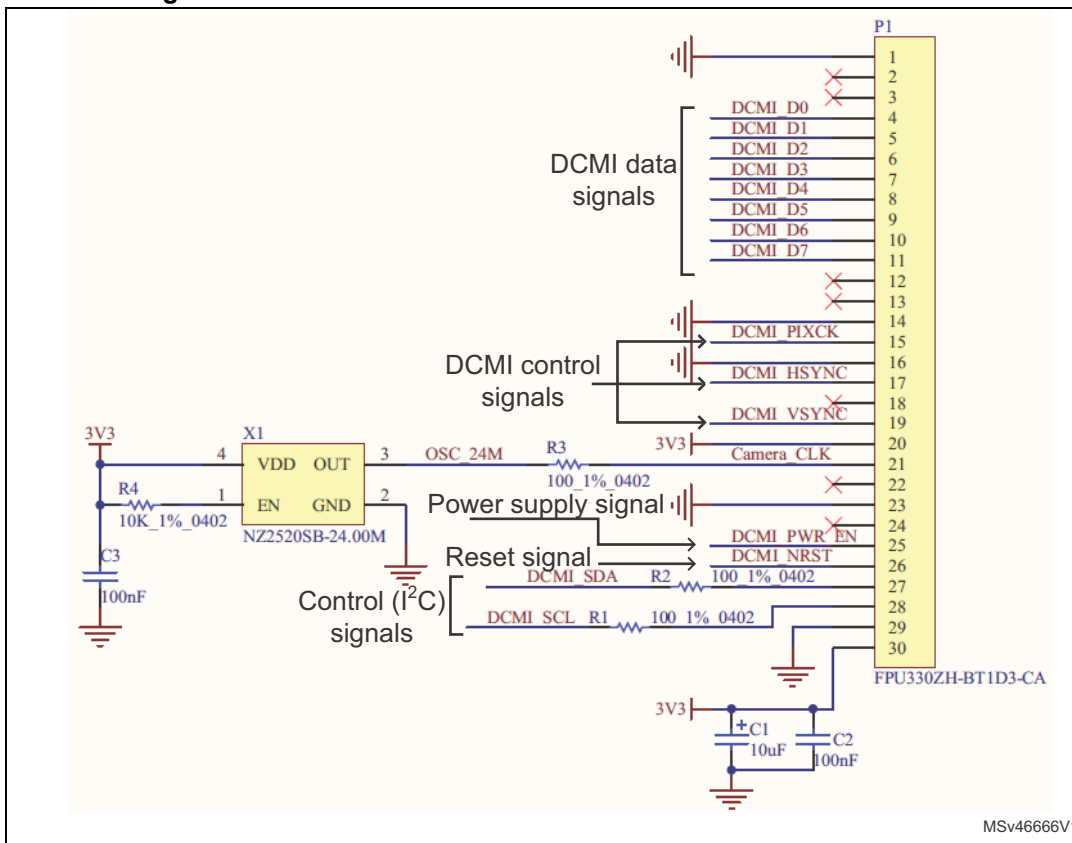 P1
1
2
3
DCMI_D0 4
DCMI_D1 5
DCMI_D2 6
DCMI_D3 7
DCMI_D4 8
DCMI_D5 9
DCMI_D6 10
DCMI_D7 11
DCMI data
signals
12
13
14
DCMI_PIXCK 15
16
DCMI_HSYNC 17
18
DCMI_VSYNC 19
DCMI control
signals
3V3 20
Camera_CLK 21
22
23
24
DCMI_PWR_EN 25
DCMI_NRST 26
27
28
29
30
FPU330ZH-BT1D3-CA
3V3
X1
4 VDD OUT 3
1 EN GND 2
NZ2520SB-24.00M
OSC_24M
R3
100_1%_0402
R4
10K_1%_0402
C3
100nF
Power supply signal
Reset signal
Control (I²C)
signals
DCMI_SDA R2 100_1%_0402
DCMI_SCL R1 100_1%_0402
3V3
C1
10uF
C2
100nF